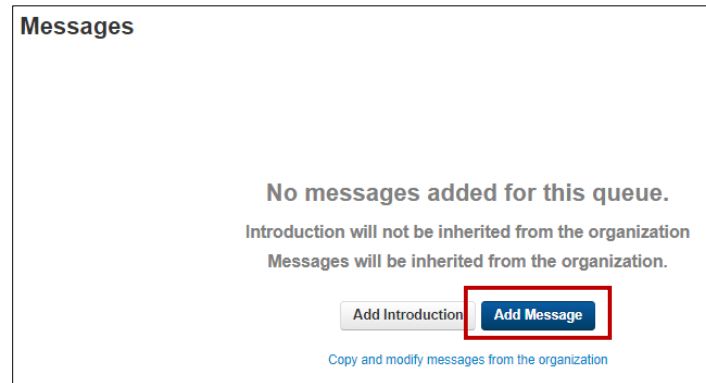 Messages
No messages added for this queue.
Introduction will not be inherited from the organization
Messages will be inherited from the organization.
Add Introduction Add Message
Copy and modify messages from the organization